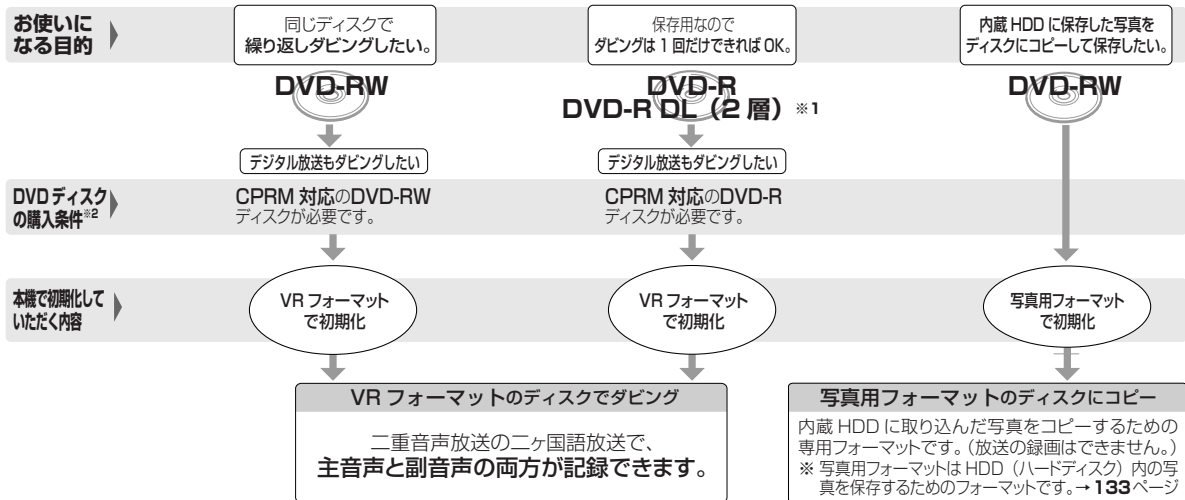 お使いに
なる目的
同じディスクで
繰り返しダビングしたい。
保存用なので
ダビングは 1 回だけできれば OK。
内蔵 HDD に保存した写真を
ディスクにコピーして保存したい。
DVD-RW
DVD-R
DVD-R DL（2 層）※1
DVD-RW
デジタル放送もダビングしたい
デジタル放送もダビングしたい
DVD ディスク
の購入条件※2
CPRM 対応のDVD-RW
ディスクが必要です。
CPRM 対応のDVD-R
ディスクが必要です。
本機で初期化して
いただく内容
VR フォーマット
で初期化
VR フォーマット
で初期化
写真用フォーマット
で初期化
VR フォーマットのディスクでダビング
二重音声放送の二ヶ国語放送で、
主音声と副音声の両方が記録できます。
写真用フォーマットのディスクにコピー
内蔵 HDD に取り込んだ写真をコピーするための
専用フォーマットです。（放送の録画はできません。）
※ 写真用フォーマットは HDD（ハードディスク）内の写
真を保存するためのフォーマットです。→ 133 ページ